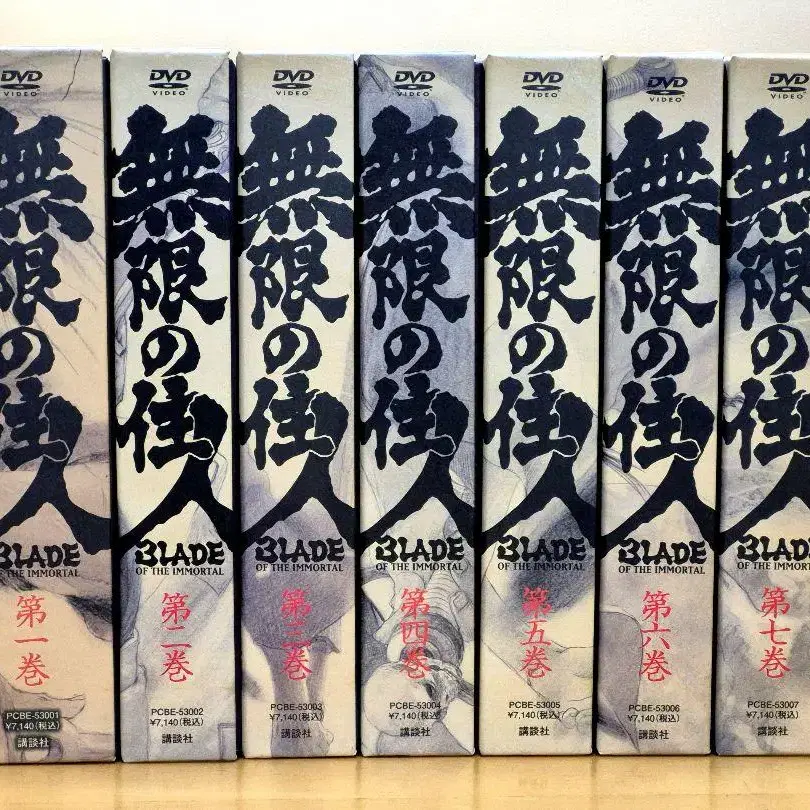 DVD
VIDEO
無限の住人
BLADE
OF THE IMMORTAL
第一巻
PCBE-53001
¥7,140(税込)
講談社
DVD
VIDEO
無限の住人
BLADE
OF THE IMMORTAL
第二巻
PCBE-53002
¥7,140(税込)
講談社
DVD
VIDEO
無限の住人
BLADE
OF THE IMMORTAL
第三巻
PCBE-53003
¥7,140(税込)
講談社
DVD
VIDEO
無限の住人
BLADE
OF THE IMMORTAL
第四巻
PCBE-53004
¥7,140(税込)
講談社
DVD
VIDEO
無限の住人
BLADE
OF THE IMMORTAL
第五巻
PCBE-53005
¥7,140(税込)
講談社
DVD
VIDEO
無限の住人
BLADE
OF THE IMMORTAL
第六巻
PCBE-53006
¥7,140(税込)
講談社
DVD
VIDEO
無限の住人
BLADE
OF THE IMMORTAL
第七巻
PCBE-53007
¥7,140(税込)
講談社